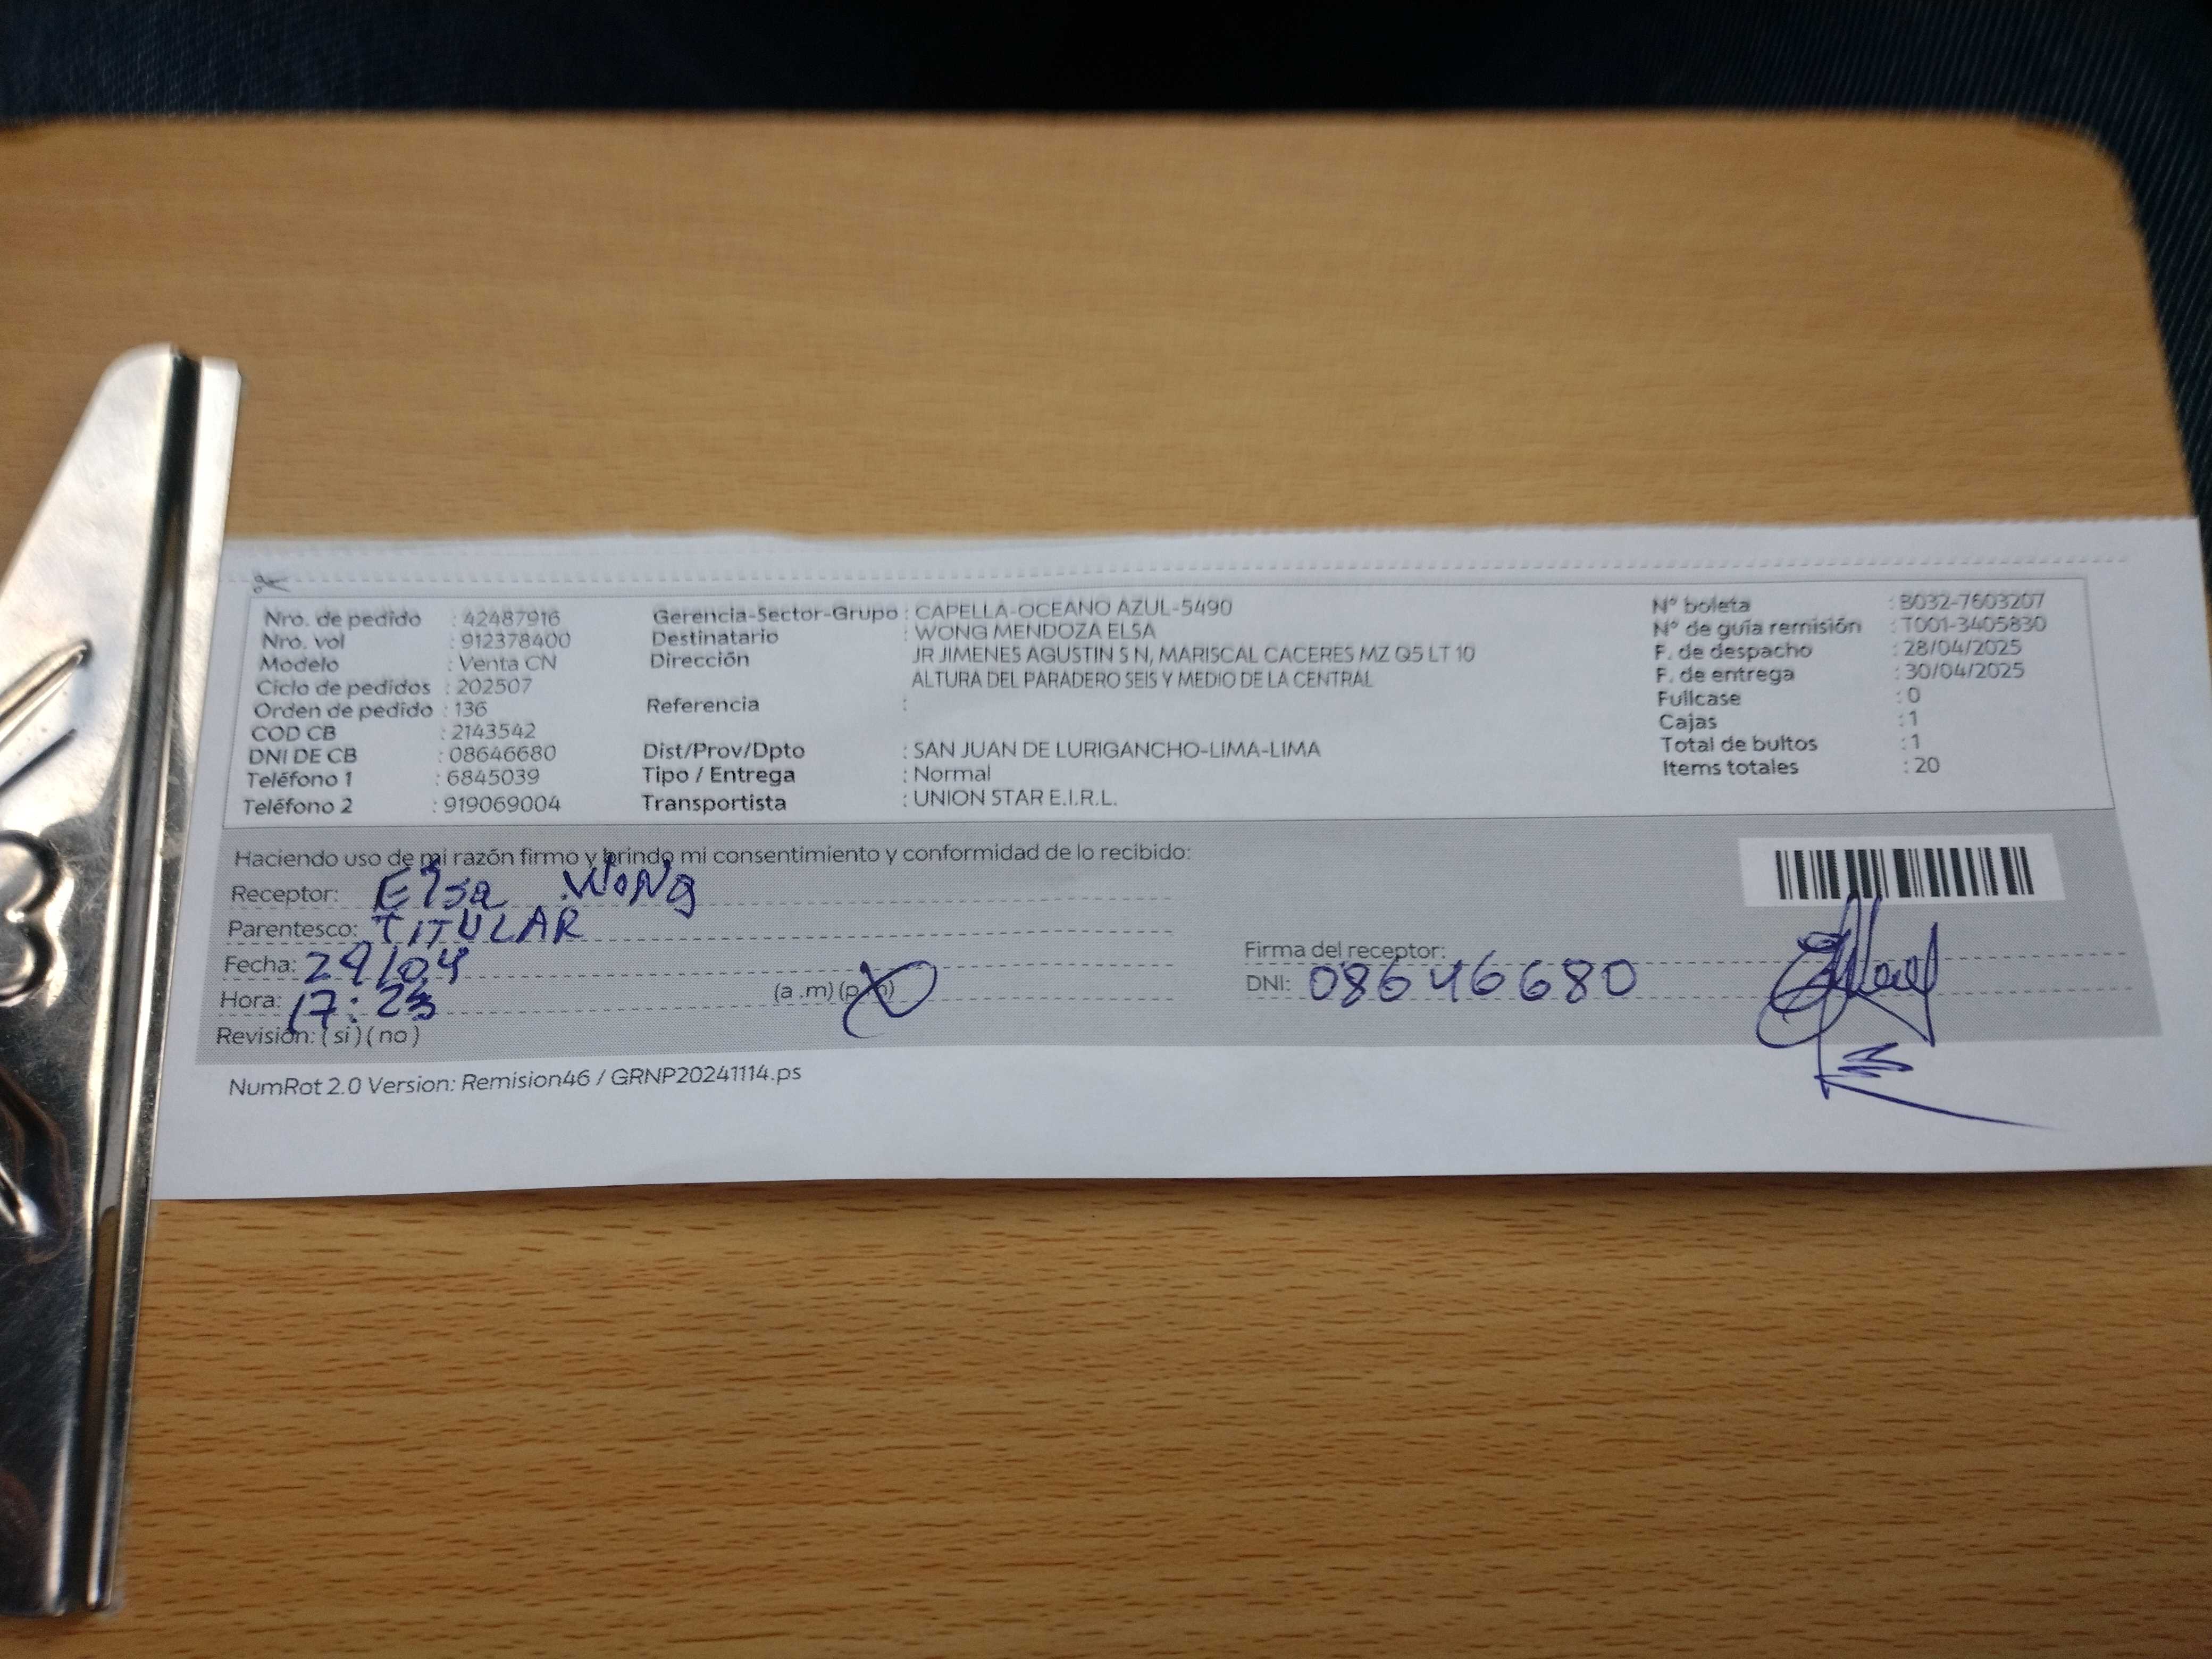 Nro. de pedido : 42487916
Nro. vol : 912378400
Modelo : Venta CN
Ciclo de pedidos : 202507
Orden de pedido : 136
COD CB : 2143542
DNI DE CB : 08646680
Teléfono 1 : 6845039
Teléfono 2 : 919069004
Gerencia-Sector-Grupo : CAPELLA-OCEANO AZUL-5490
Destinatario : WONG MENDOZA ELSA
Dirección JR JIMENES AGUSTIN S N, MARISCAL CACERES MZ Q5 LT 10
ALTURA DEL PARADERO SEIS Y MEDIO DE LA CENTRAL
Referencia :
Dist/Prov/Dpto : SAN JUAN DE LURIGANCHO-LIMA-LIMA
Tipo / Entrega : Normal
Transportista : UNION STAR E.I.R.L.
N° boleta : B032-7603207
N° de guía remisión : T001-3405830
F. de despacho : 28/04/2025
F. de entrega : 30/04/2025
Fullcase : 0
Cajas : 1
Total de bultos : 1
Items totales : 20
Haciendo uso de mi razón firmo y brindo mi consentimiento y conformidad de lo recibido:
Receptor: Elsa WONg
Parentesco: TITULAR
Fecha: 29/04
Hora: 17:23 (a .m) (p.m)
Revisión: ( si ) ( no )
Firma del receptor:
DNI: 08646680
NumRot 2.0 Version: Remision46 / GRNP20241114.ps